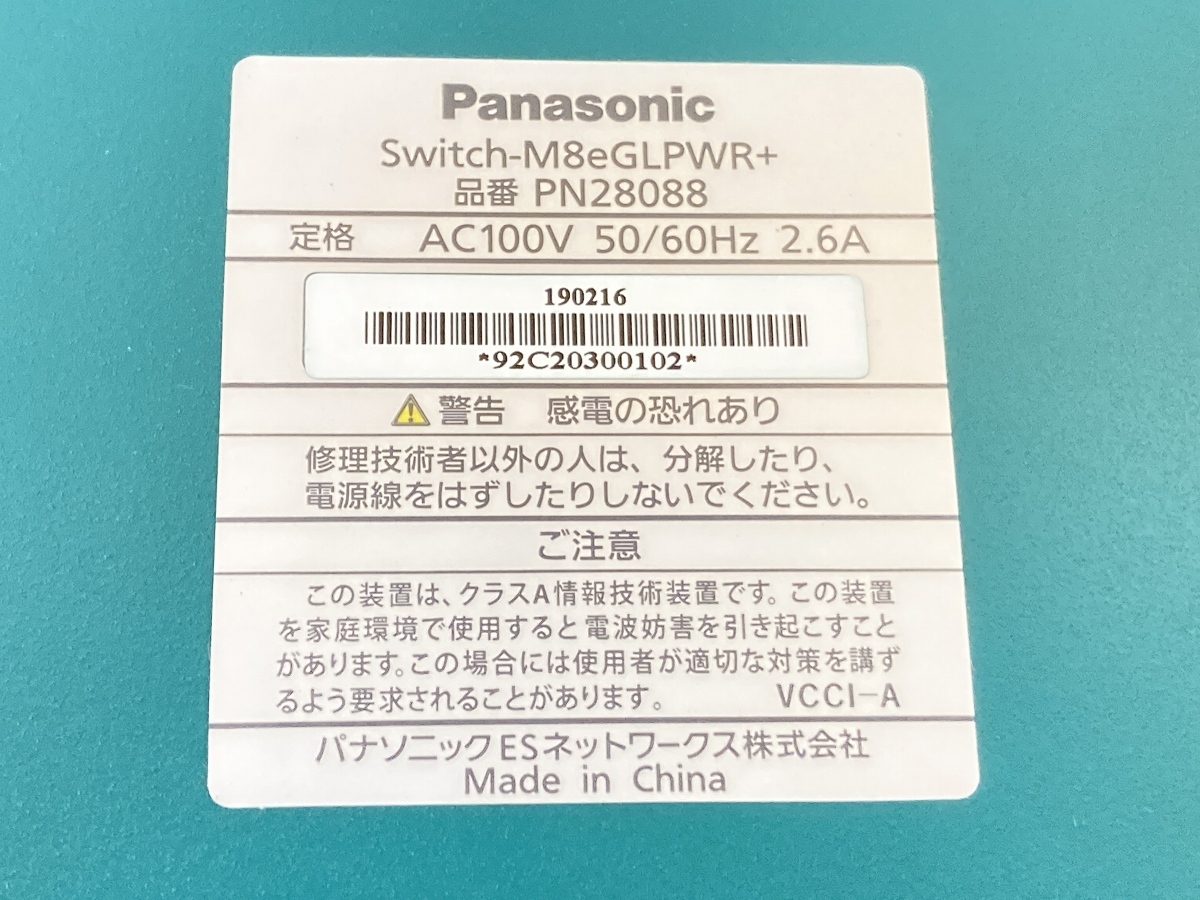 Panasonic
Switch-M8eGLPWR+
品番 PN28088
定格 AC100V 50/60Hz 2.6A
190216
*92C20300102*
警告 感電の恐れあり
修理技術者以外の人は、分解したり、
電源線をはずしたりしないでください。
ご注意
この装置は、クラスA情報技術装置です。この装置
を家庭環境で使用すると電波妨害を引き起こすこと
があります。この場合には使用者が適切な対策を講ず
るよう要求されることがあります。 VCCI-A
パナソニックESネットワークス株式会社
Made in China